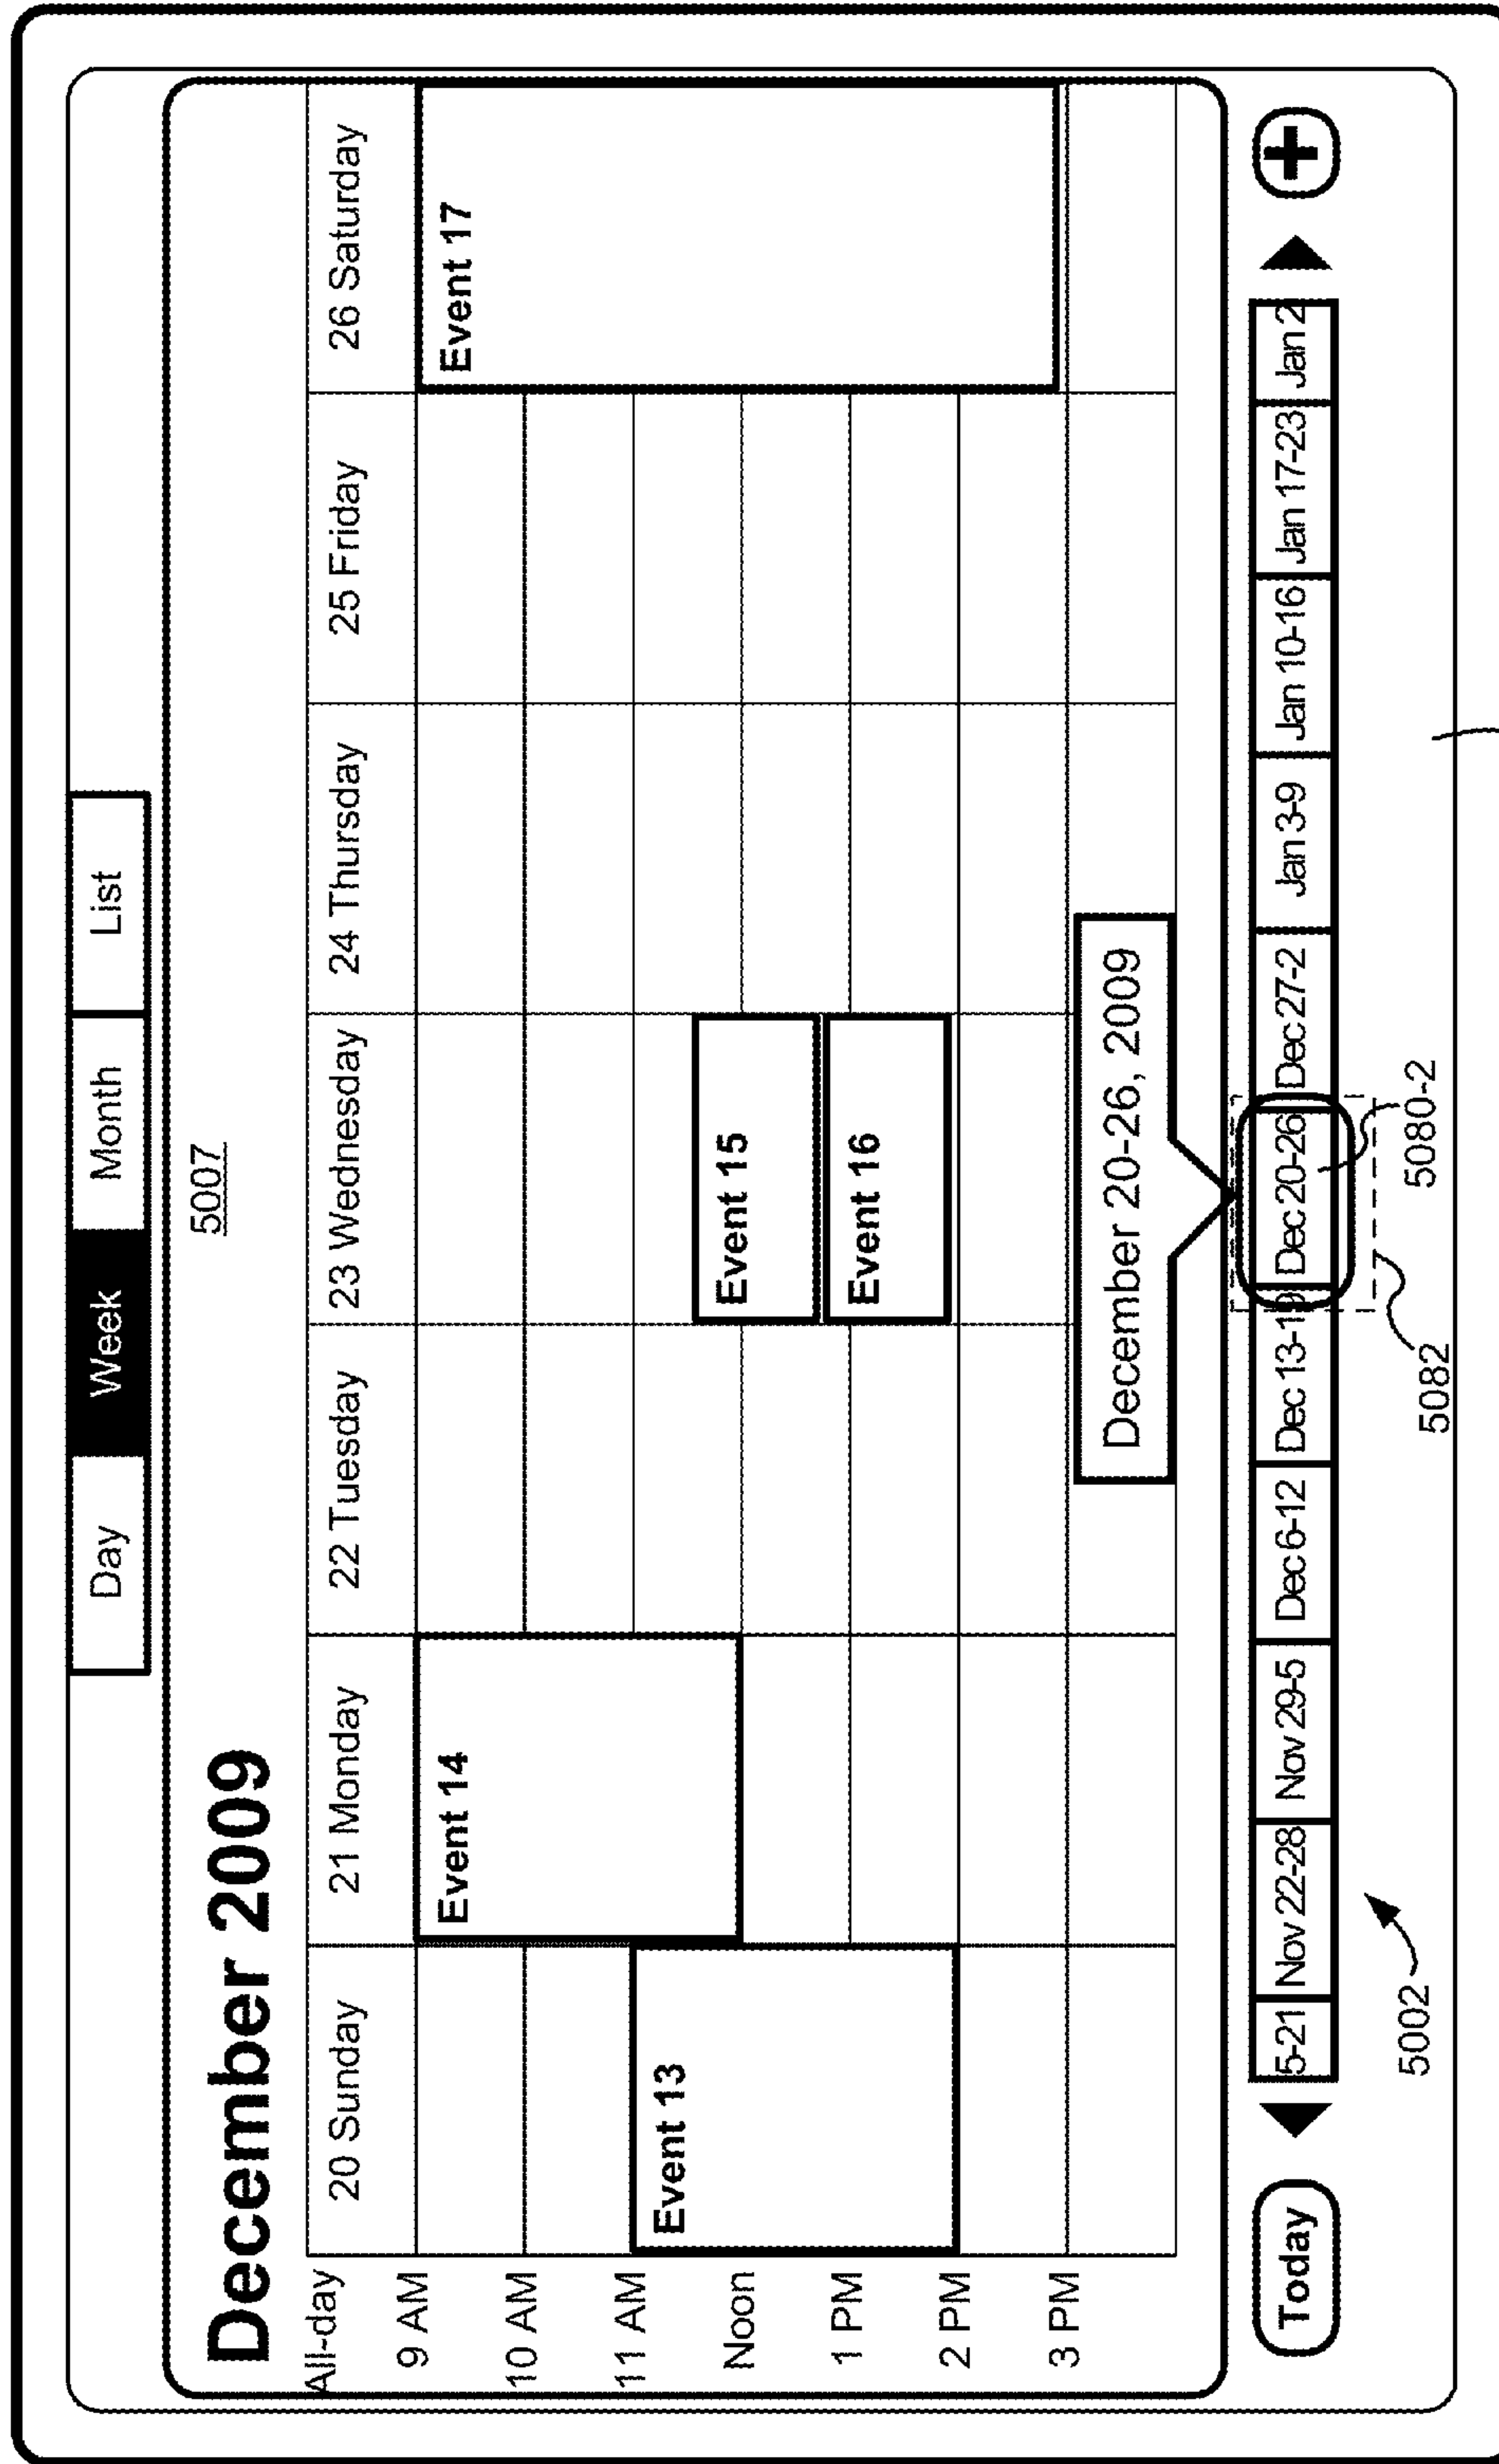 Day Week Month List
5007
December 2009
20 Sunday 21 Monday 22 Tuesday 23 Wednesday 24 Thursday 25 Friday 26 Saturday
All-day
9 AM
Event 14
Event 17
10 AM
11 AM
Event 13
Event 15
Noon
Event 16
1 PM
2 PM
3 PM
December 20-26, 2009
Today 5-21 Nov 22-28 Nov 29-5 Dec 6-12 Dec 13-19 Dec 20-26 Dec 27-2 Jan 3-9 Jan 10-16 Jan 17-23 Jan 2 +
5002
5082
5080-2